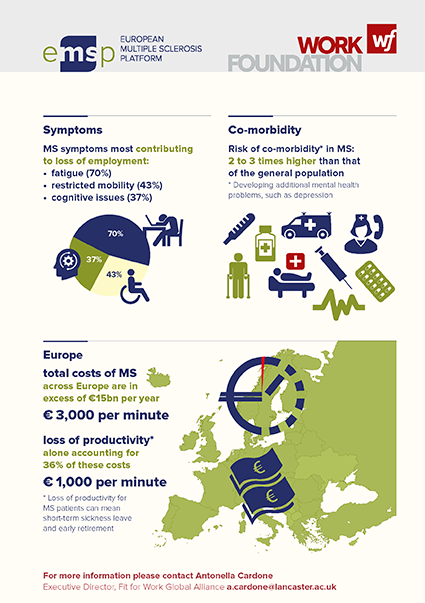 emsp
EUROPEAN
MULTIPLE SCLEROSIS
PLATFORM
WORK
FOUNDATION
wf
Symptoms
MS symptoms most contributing
to loss of employment:
• fatigue (70%)
• restricted mobility (43%)
• cognitive issues (37%)
70%
37%
43%
Co-morbidity
Risk of co-morbidity* in MS:
2 to 3 times higher than that
of the general population
* Developing additional mental health
problems, such as depression
Europe
total costs of MS
across Europe are in
excess of €15bn per year
€ 3,000 per minute
loss of productivity*
alone accounting for
36% of these costs
€ 1,000 per minute
* Loss of productivity for
MS patients can mean
short-term sickness leave
and early retirement
€
€
For more information please contact Antonella Cardone
Executive Director, Fit for Work Global Alliance a.cardone@lancaster.ac.uk